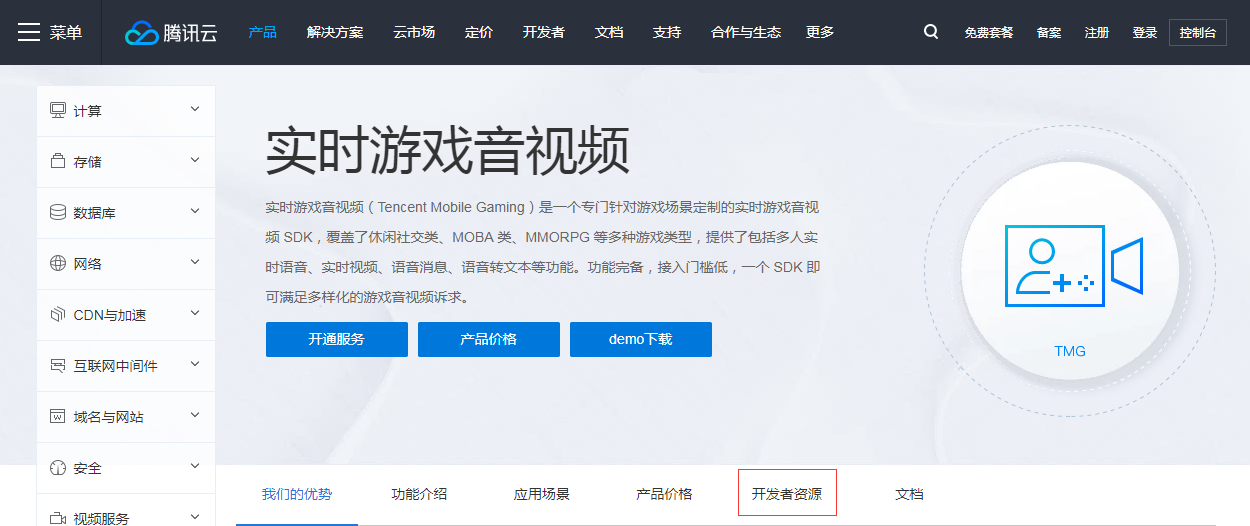 菜单
腾讯云
产品
解决方案
云市场
定价
开发者
文档
支持
合作与生态
更多
免费套餐
备案
注册
登录
控制台
计算
存储
数据库
网络
CDN与加速
互联网中间件
域名与网站
安全
视频服务
实时游戏音视频
实时游戏音视频（Tencent Mobile Gaming）是一个专门针对游戏场景定制的实时游戏音视
频 SDK，覆盖了休闲社交类、MOBA 类、MMORPG 等多种游戏类型，提供了包括多人实
时语音、实时视频、语音消息、语音转文本等功能。功能完备，接入门槛低，一个 SDK 即
可满足多样化的游戏音视频诉求。
开通服务
产品价格
demo下载
TMG
我们的优势
功能介绍
应用场景
产品价格
开发者资源
文档